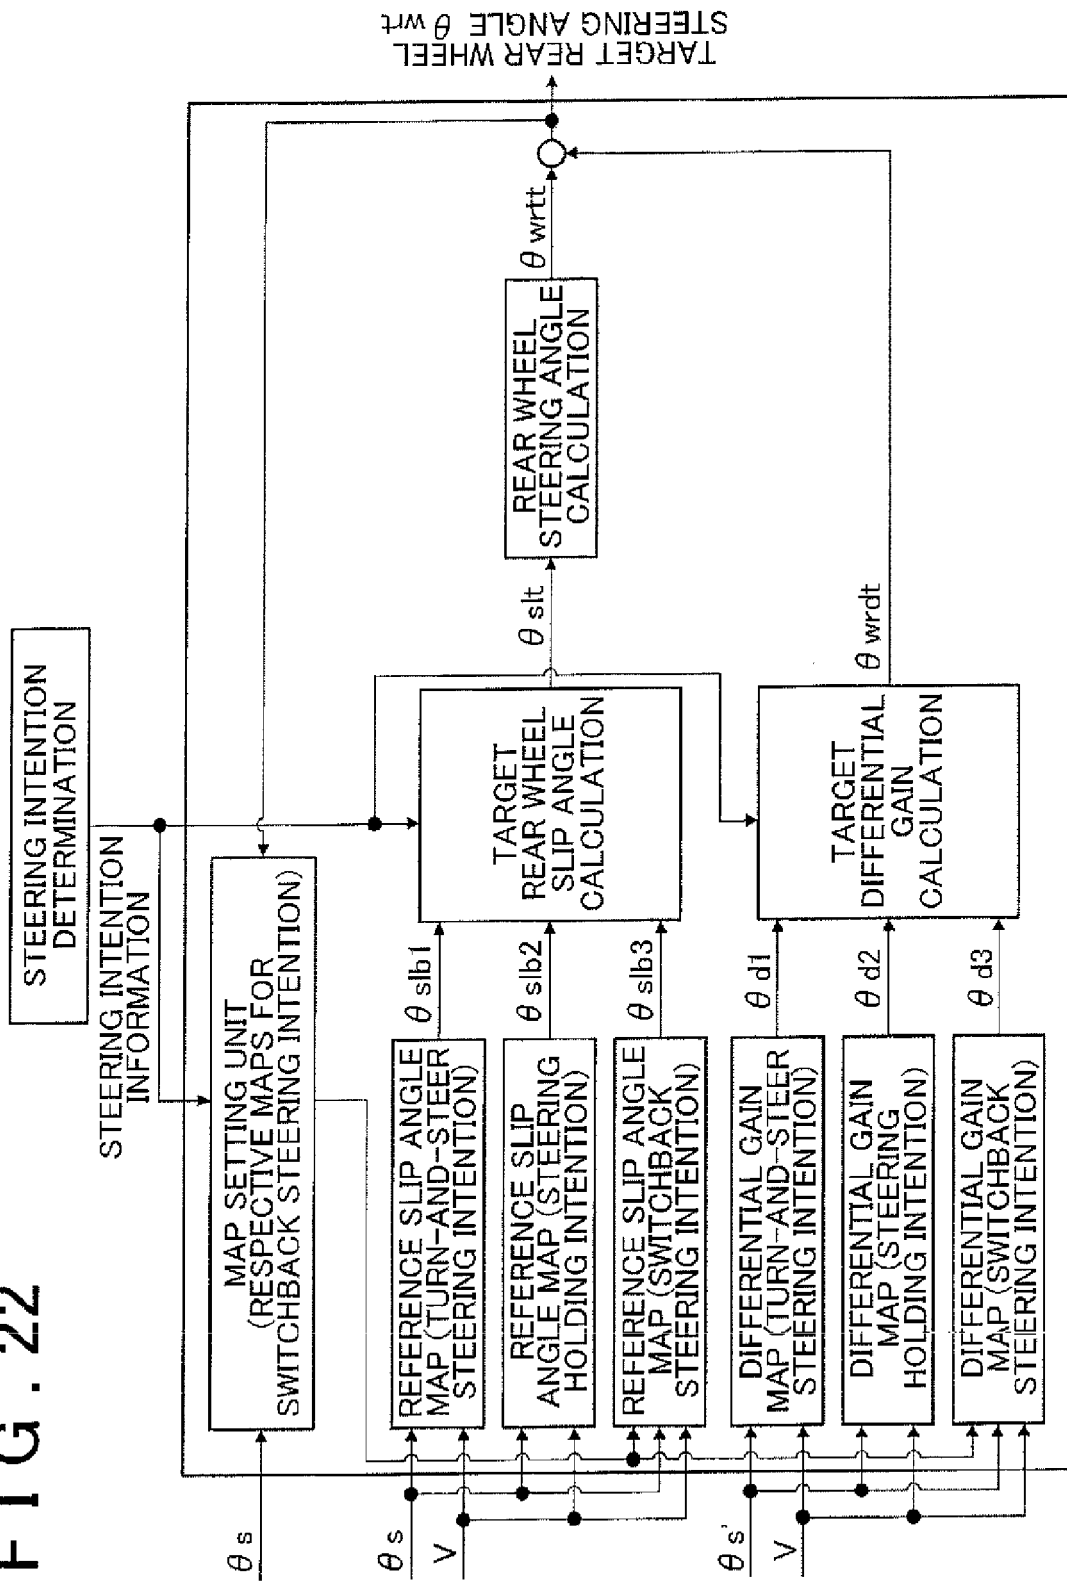 FIG. 22
STEERING INTENTION
DETERMINATION
STEERING INTENTION
INFORMATION
θs
MAP SETTING UNIT
(RESPECTIVE MAPS FOR
SWITCHBACK STEERING INTENTION)
θs
V
REFERENCE SLIP ANGLE
MAP (TURN-AND-STEER
STEERING INTENTION)
θslb1
REFERENCE SLIP
ANGLE MAP (STEERING
HOLDING INTENTION)
θslb2
REFERENCE SLIP ANGLE
MAP (SWITCHBACK
STEERING INTENTION)
θslb3
TARGET
REAR WHEEL
SLIP ANGLE
CALCULATION
θslt
REAR WHEEL
STEERING ANGLE
CALCULATION
θwrtt
TARGET REAR WHEEL
STEERING ANGLE θwrt
θs'
V
DIFFERENTIAL GAIN
MAP (TURN-AND-STEER
STEERING INTENTION)
θd1
DIFFERENTIAL GAIN
MAP (STEERING
HOLDING INTENTION)
θd2
DIFFERENTIAL GAIN
MAP (SWITCHBACK
STEERING INTENTION)
θd3
TARGET
DIFFERENTIAL
GAIN
CALCULATION
θwrdt